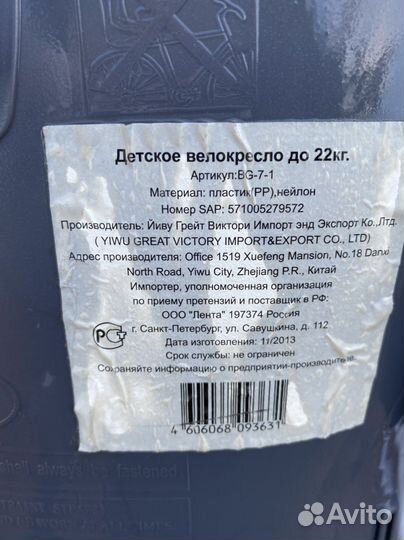 Детское велокресло до 22кг.
Артикул:BG-7-1
Материал: пластик(PP),нейлон
Номер SAP: 571005279572
Производитель: Йиву Грейт Виктори Импорт энд Экспорт Ко.,Лтд.
( YIWU GREAT VICTORY IMPORT&EXPORT CO., LTD)
Адрес производителя: Office 1519 Xuefeng Mansion, No.18 Danxi
North Road, Yiwu City, Zhejiang P.R., Китай
Импортер, уполномоченная организация
по приему претензий и поставщик в РФ:
ООО "Лента" 197374 Россия
г. Санкт-Петербург, ул. Савушкина, д. 112
Дата изготовления: 11/2013
Срок службы: не ограничен
Сохраняйте информацию о предприятии-производителе
4 606068 093631
shall always be fastened
Avito